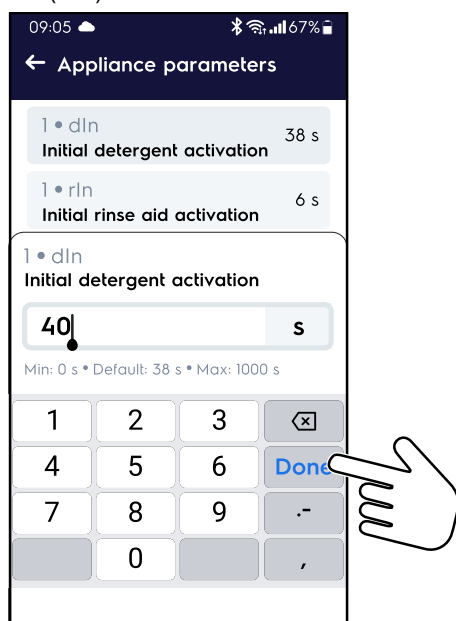 09:05 67%
← Appliance parameters
1 • dIn
Initial detergent activation
38 s
1 • rIn
Initial rinse aid activation
6 s
1 • dIn
Initial detergent activation
40 s
Min: 0 s • Default: 38 s • Max: 1000 s
1 2 3
4 5 6 Done
7 8 9 .-
0 ,